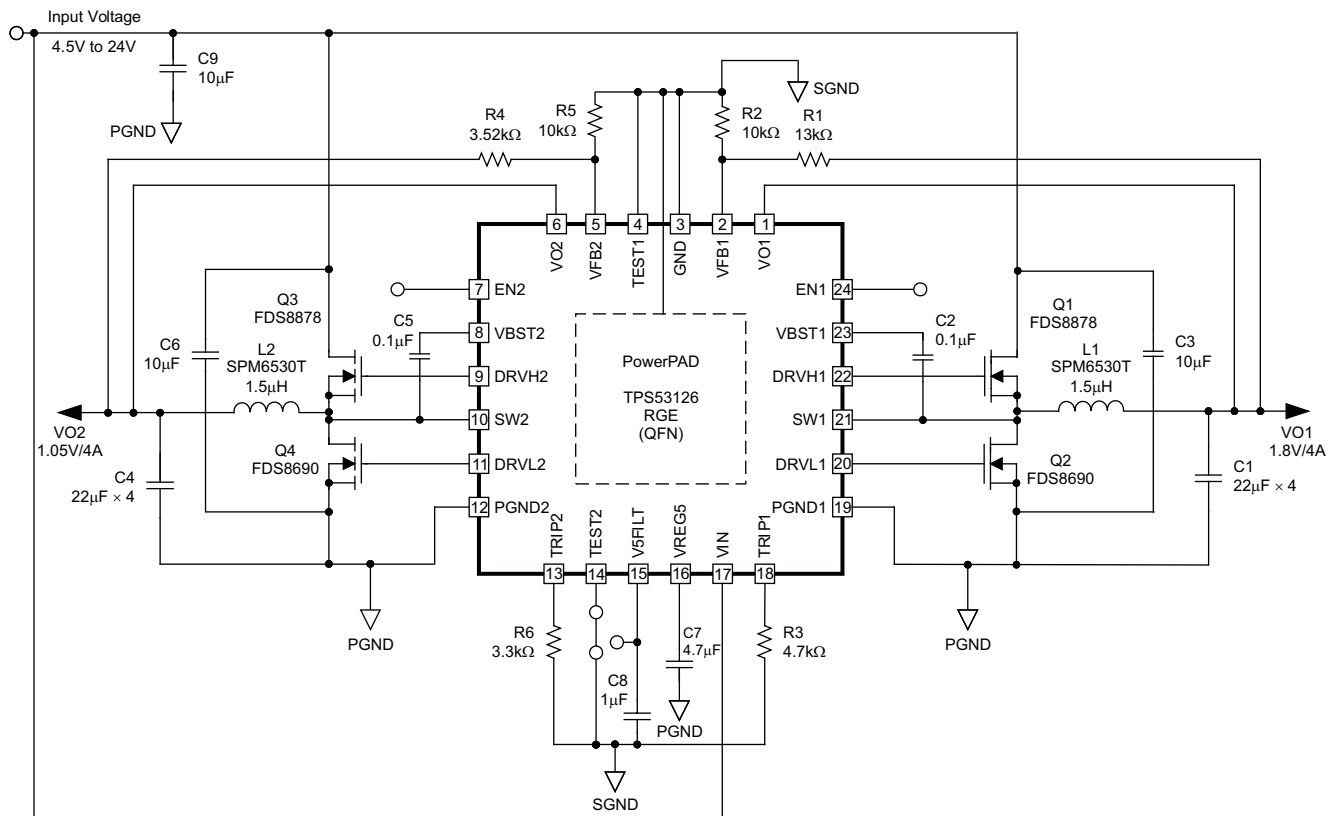 Input Voltage
4.5V to 24V
C9
10μF
PGND
SGND
R4
3.52kΩ
R5
10kΩ
R2
10kΩ
R1
13kΩ
6
5
4
3
2
1
VO2
VFB2
TEST1
GND
VFB1
VO1
7
EN2
EN1
24
8
VBST2
VBST1
23
9
DRVH2
DRVH1
22
10
SW2
SW1
21
11
DRVL2
DRVL1
20
12
PGND2
PGND1
19
PowerPAD
TPS53126
RGE
(QFN)
Q3
FDS8878
C5
0.1μF
C6
10μF
L2
SPM6530T
1.5μH
VO2
1.05V/4A
Q4
FDS8690
C4
22μF × 4
PGND
C2
0.1μF
Q1
FDS8878
C3
10μF
L1
SPM6530T
1.5μH
VO1
1.8V/4A
Q2
FDS8690
C1
22μF × 4
PGND
TRIP2
TEST2
V5FILT
VREG5
VIN
TRIP1
13
14
15
16
17
18
R6
3.3kΩ
C7
4.7μF
R3
4.7kΩ
C8
1μF
PGND
SGND